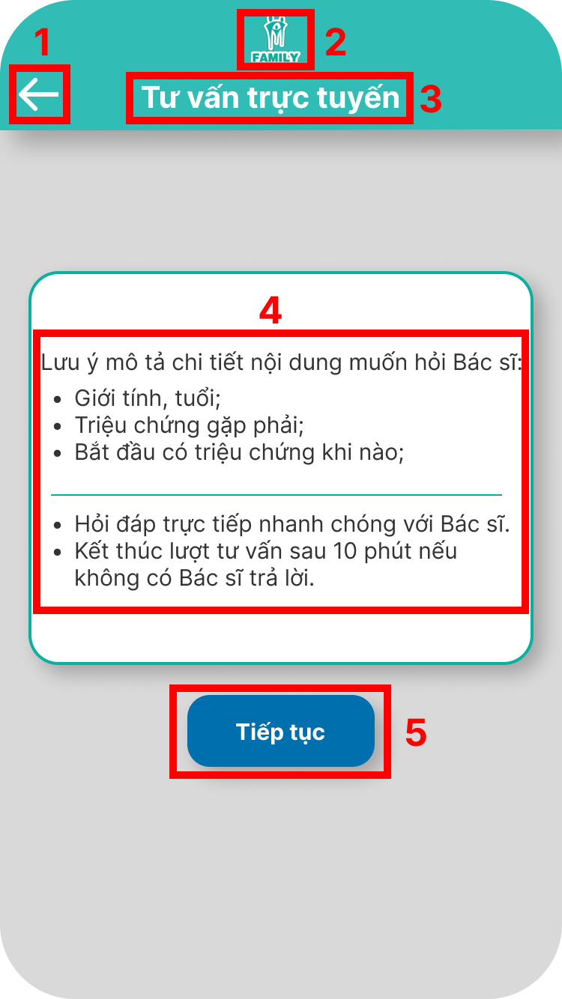 1
FAMILY
2
Tư vấn trực tuyến
3
4
Lưu ý mô tả chi tiết nội dung muốn hỏi Bác sĩ:
• Giới tính, tuổi;
• Triệu chứng gặp phải;
• Bắt đầu có triệu chứng khi nào;
• Hỏi đáp trực tiếp nhanh chóng với Bác sĩ.
• Kết thúc lượt tư vấn sau 10 phút nếu
không có Bác sĩ trả lời.
Tiếp tục
5